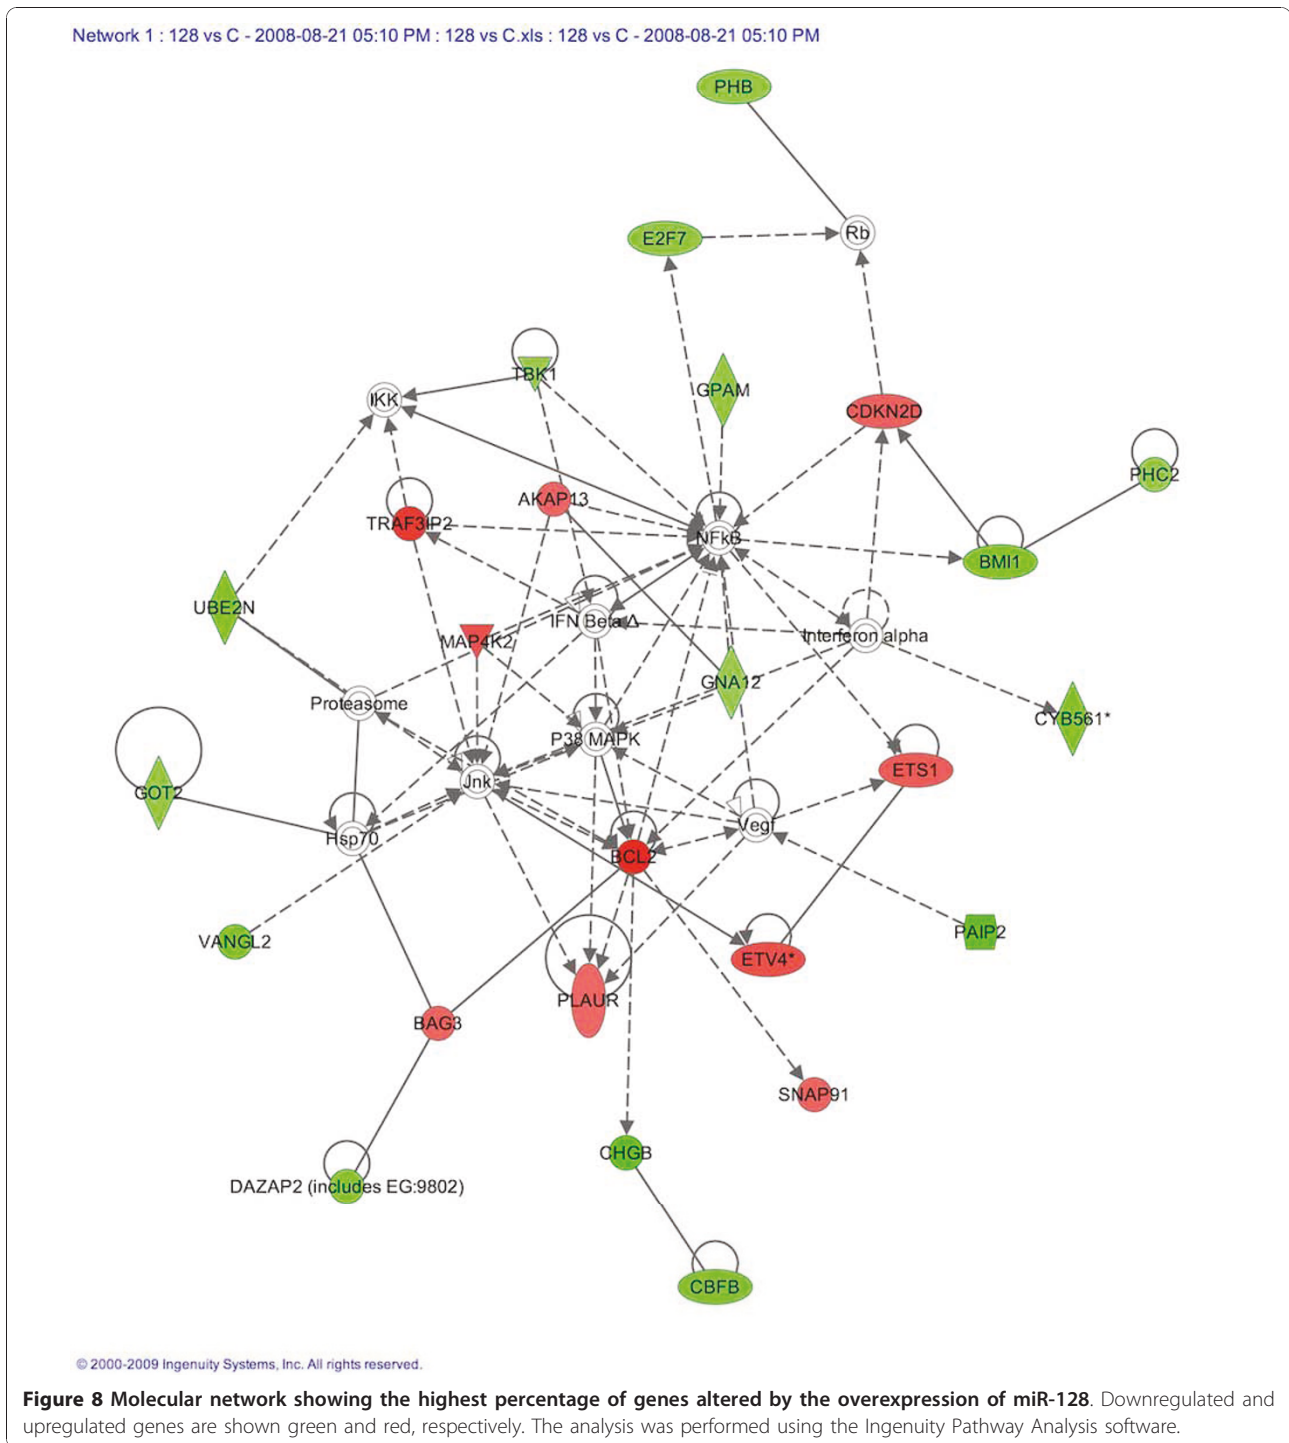 Network 1 : 128 vs C - 2008-08-21 05:10 PM : 128 vs C.xls : 128 vs C - 2008-08-21 05:10 PM
PHB
E2F7
Rb
TBK1
IKK
GPAM
CDKN2D
PHC2
AKAP13
TRAF3IP2
NFkB
BMI1
UBE2N
IFN Beta
MAP4K2
Interferon alpha
GNA12
Proteasome
CYB561*
P38 MAPK
ETS1
Jnk
GOT2
Vegf
Hsp70
BCL2
PAIP2
VANGL2
ETV4*
PLAUR
BAG3
SNAP91
CHGB
DAZAP2 (includes EG:9802)
CBFB
© 2000-2009 Ingenuity Systems, Inc. All rights reserved.
Figure 8 Molecular network showing the highest percentage of genes altered by the overexpression of miR-128. Downregulated and
upregulated genes are shown green and red, respectively. The analysis was performed using the Ingenuity Pathway Analysis software.